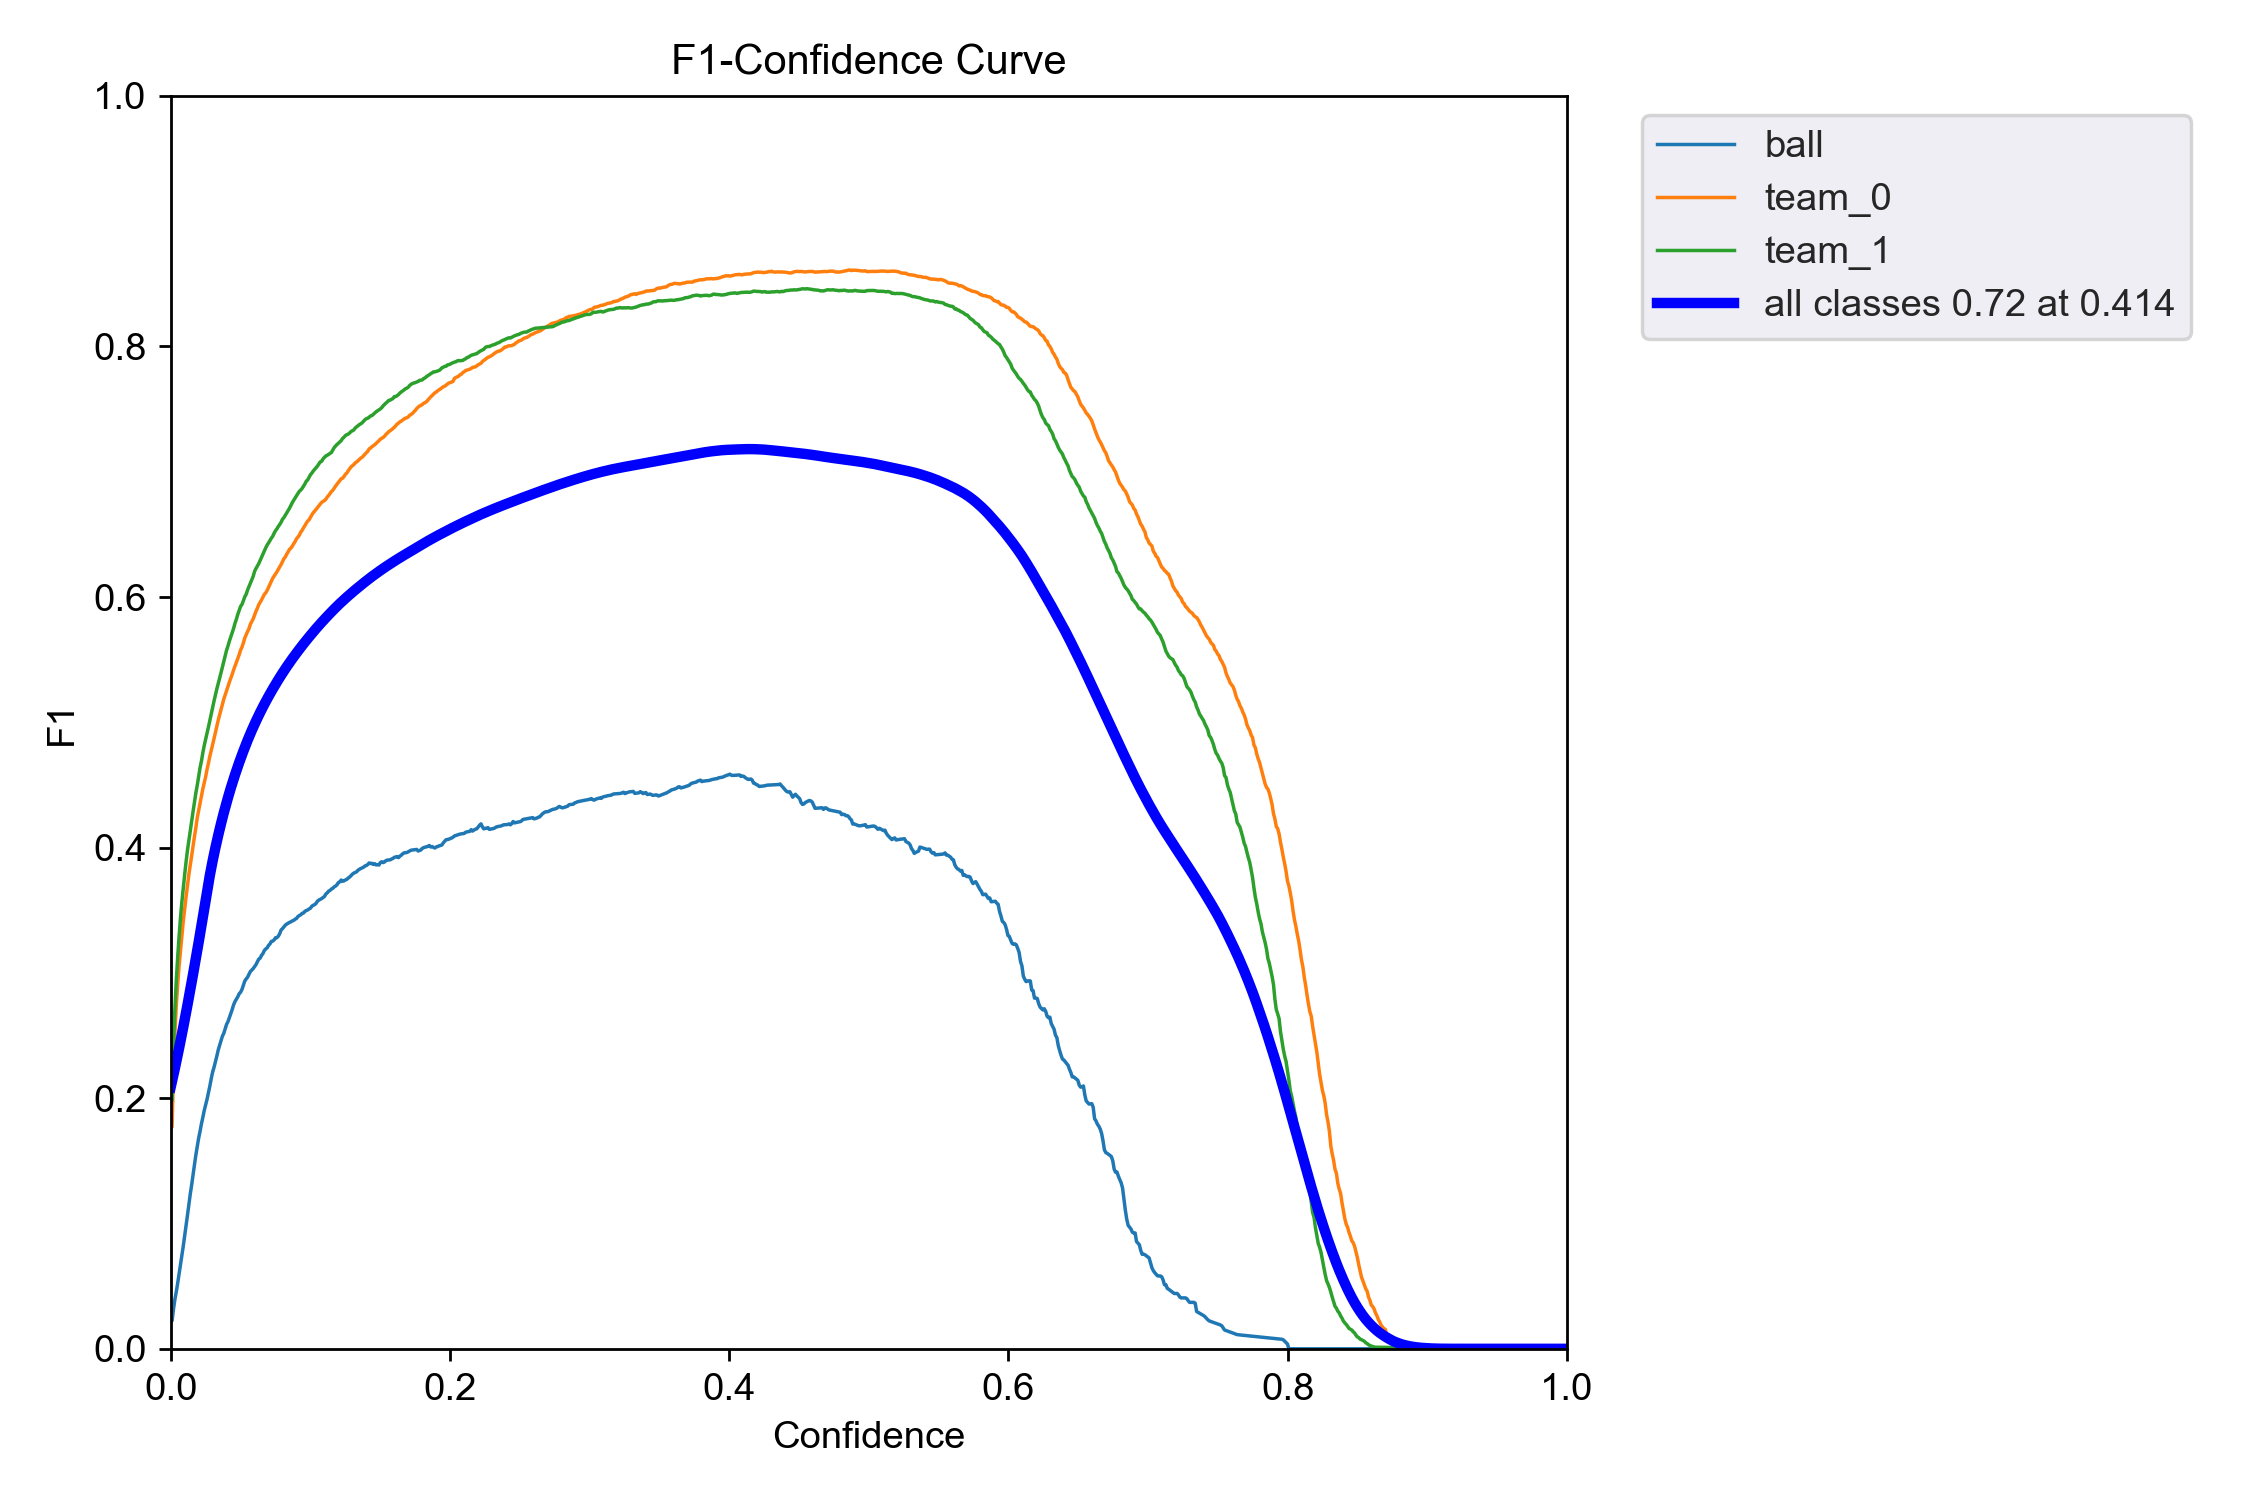 F1-Confidence Curve
1.0
0.8
0.6
0.4
0.2
0.0
F1
0.0 0.2 0.4 0.6 0.8 1.0
Confidence
ball
team_0
team_1
all classes 0.72 at 0.414